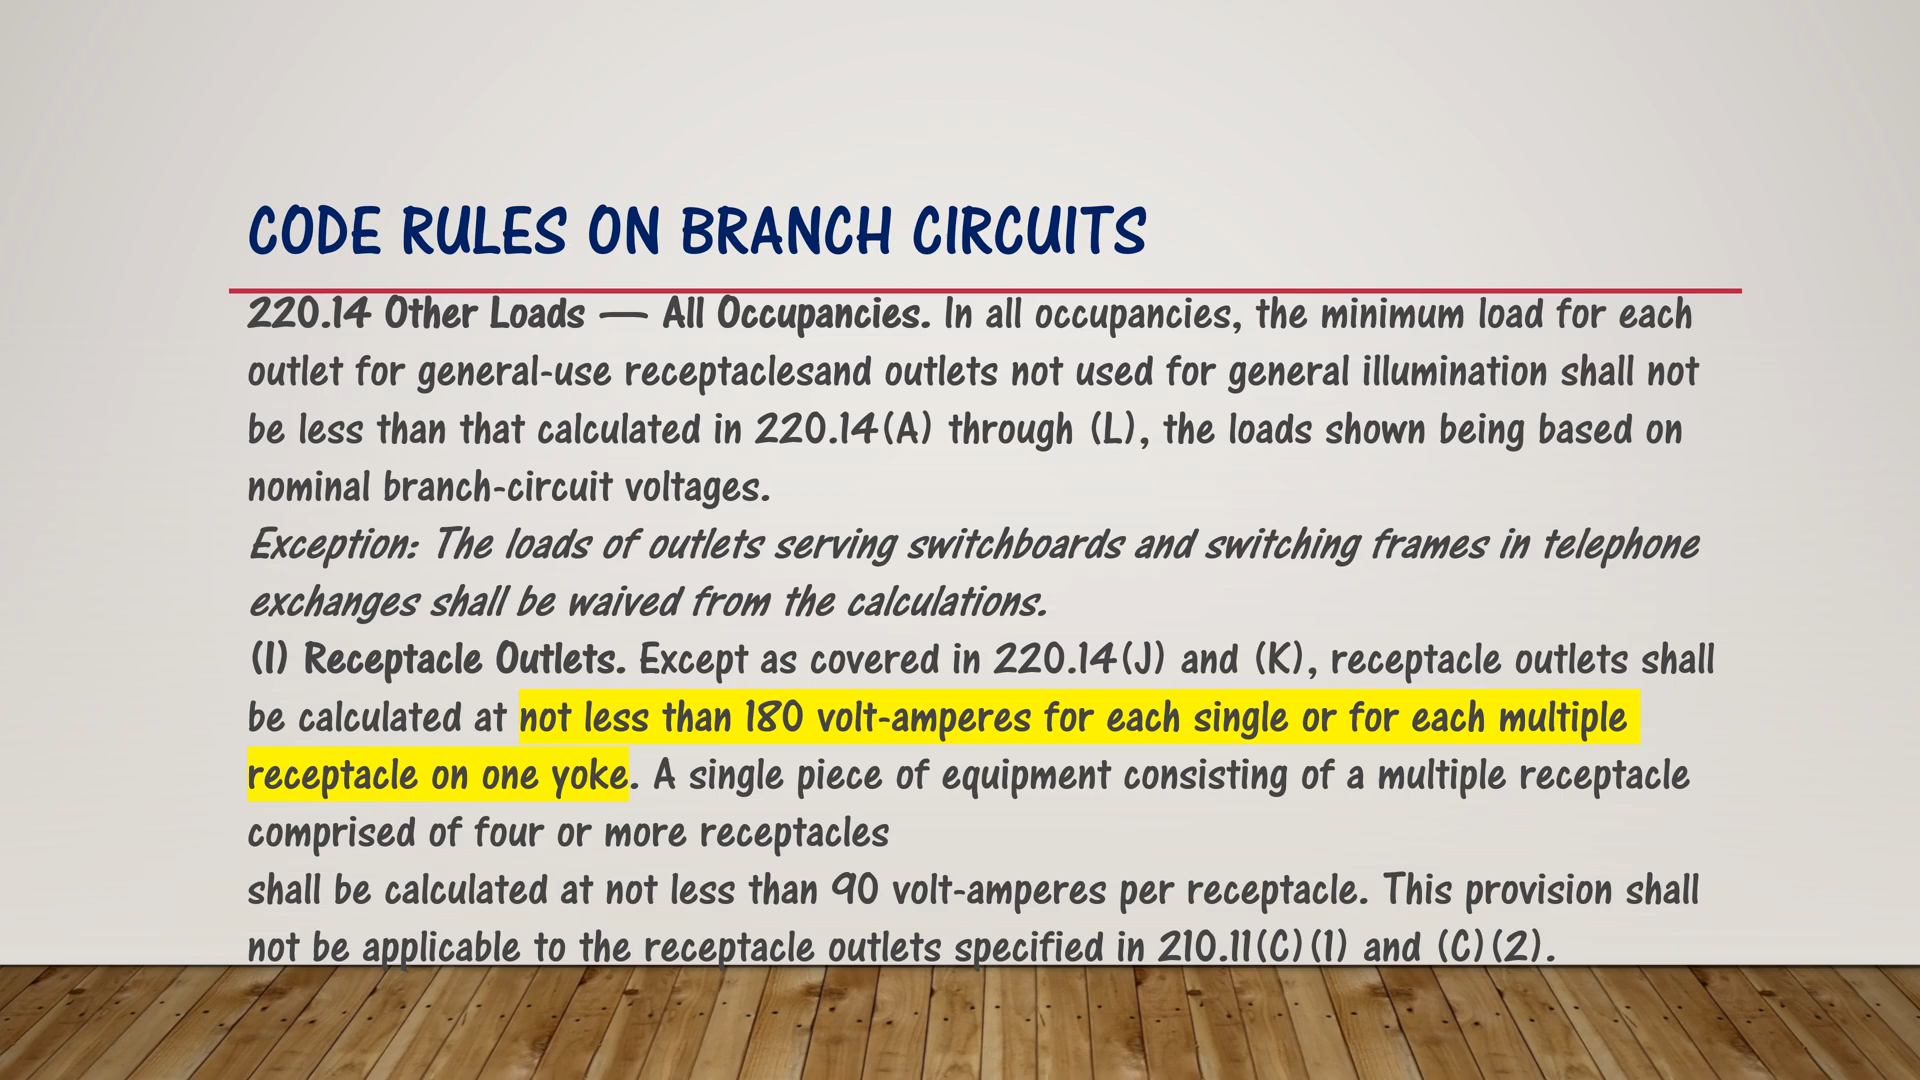 CODE RULES ON BRANCH CIRCUITS
220.14 Other Loads — All Occupancies. In all occupancies, the minimum load for each
outlet for general-use receptaclesand outlets not used for general illumination shall not
be less than that calculated in 220.14(A) through (L), the loads shown being based on
nominal branch-circuit voltages.
Exception: The loads of outlets serving switchboards and switching frames in telephone
exchanges shall be waived from the calculations.
(I) Receptacle Outlets. Except as covered in 220.14(J) and (K), receptacle outlets shall
be calculated at not less than 180 volt-amperes for each single or for each multiple
receptacle on one yoke. A single piece of equipment consisting of a multiple receptacle
comprised of four or more receptacles
shall be calculated at not less than 90 volt-amperes per receptacle. This provision shall
not be applicable to the receptacle outlets specified in 210.11(C)(1) and (C)(2).